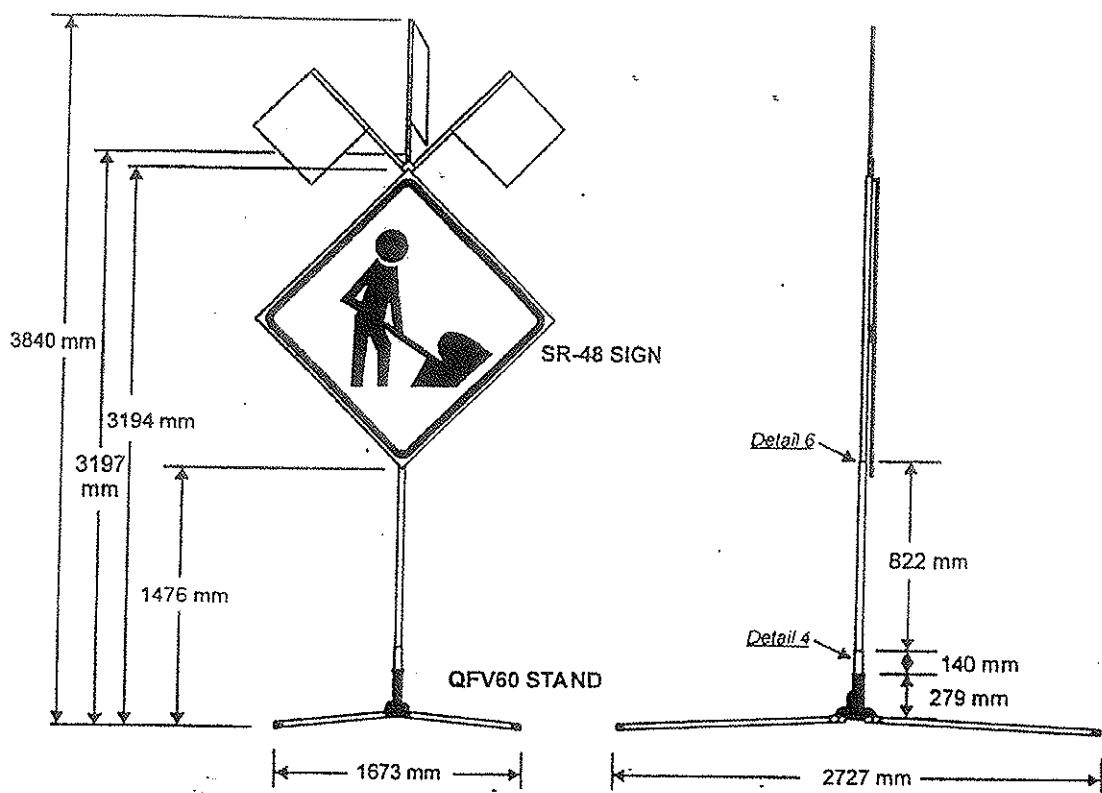 3840 mm
SR-48 SIGN
3194 mm
3197
mm
Detail 6
822 mm
1476 mm
Detail 4
140 mm
QFV60 STAND
279 mm
1673 mm
2727 mm